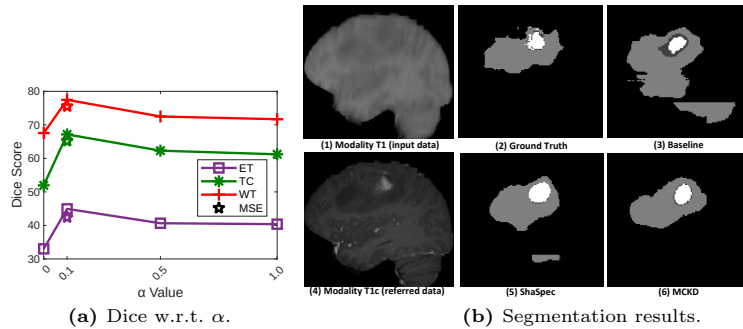 80
70
60
50
40
30
Dice Score
ET
TC
WT
MSE
0
0.1
0.5
1.0
α Value
(a) Dice w.r.t. α.
(1) Modality T1 (input data)
(2) Ground Truth
(3) Baseline
(4) Modality T1c (referred data)
(5) ShaSpec
(6) MCKD
(b) Segmentation results.